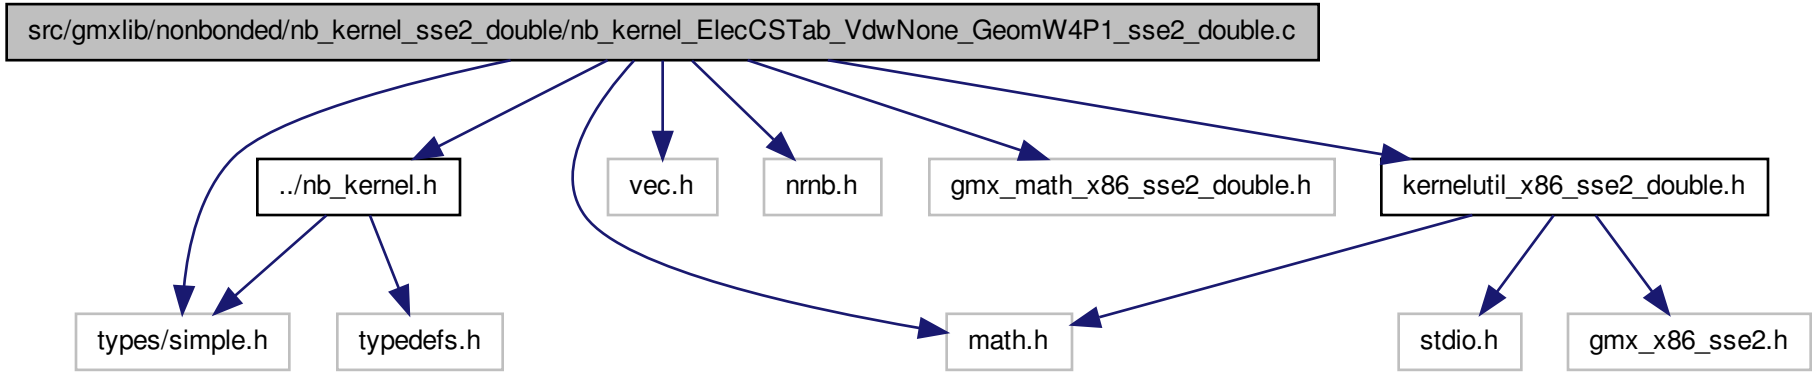 src/gmxlib/nonbonded/nb_kernel_sse2_double/nb_kernel_ElecCSTab_VdwNone_GeomW4P1_sse2_double.c
../nb_kernel.h
vec.h
nrnb.h
gmx_math_x86_sse2_double.h
kernelutil_x86_sse2_double.h
types/simple.h
typedefs.h
math.h
stdio.h
gmx_x86_sse2.h